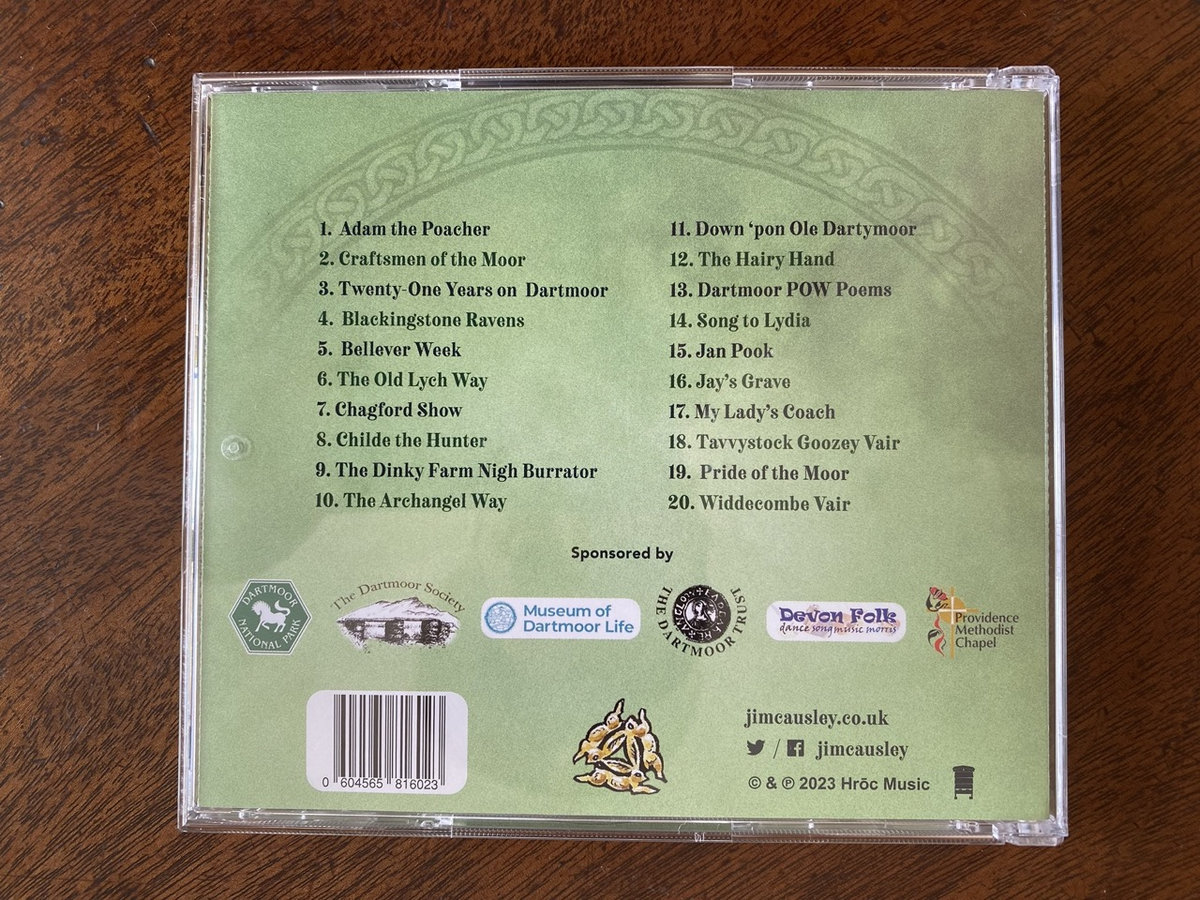 1. Adam the Poacher
2. Craftsmen of the Moor
3. Twenty-One Years on Dartmoor
4. Blackingstone Ravens
5. Bellever Week
6. The Old Lych Way
7. Chagford Show
8. Childe the Hunter
9. The Dinky Farm Nigh Burrator
10. The Archangel Way
11. Down ‘pon Ole Dartymoor
12. The Hairy Hand
13. Dartmoor POW Poems
14. Song to Lydia
15. Jan Pook
16. Jay’s Grave
17. My Lady’s Coach
18. Tavvystock Goozey Vair
19. Pride of the Moor
20. Widdecombe Vair
Sponsored by
DARTMOOR
NATIONAL PARK
The Dartmoor Society
Museum of
Dartmoor Life
THE DARTMOOR TRUST
Devon Folk
dance song music morris
Providence
Methodist
Chapel
0 604565 816023
jimcausley.co.uk
/ jimcausley
© & ℗ 2023 Hrōc Music